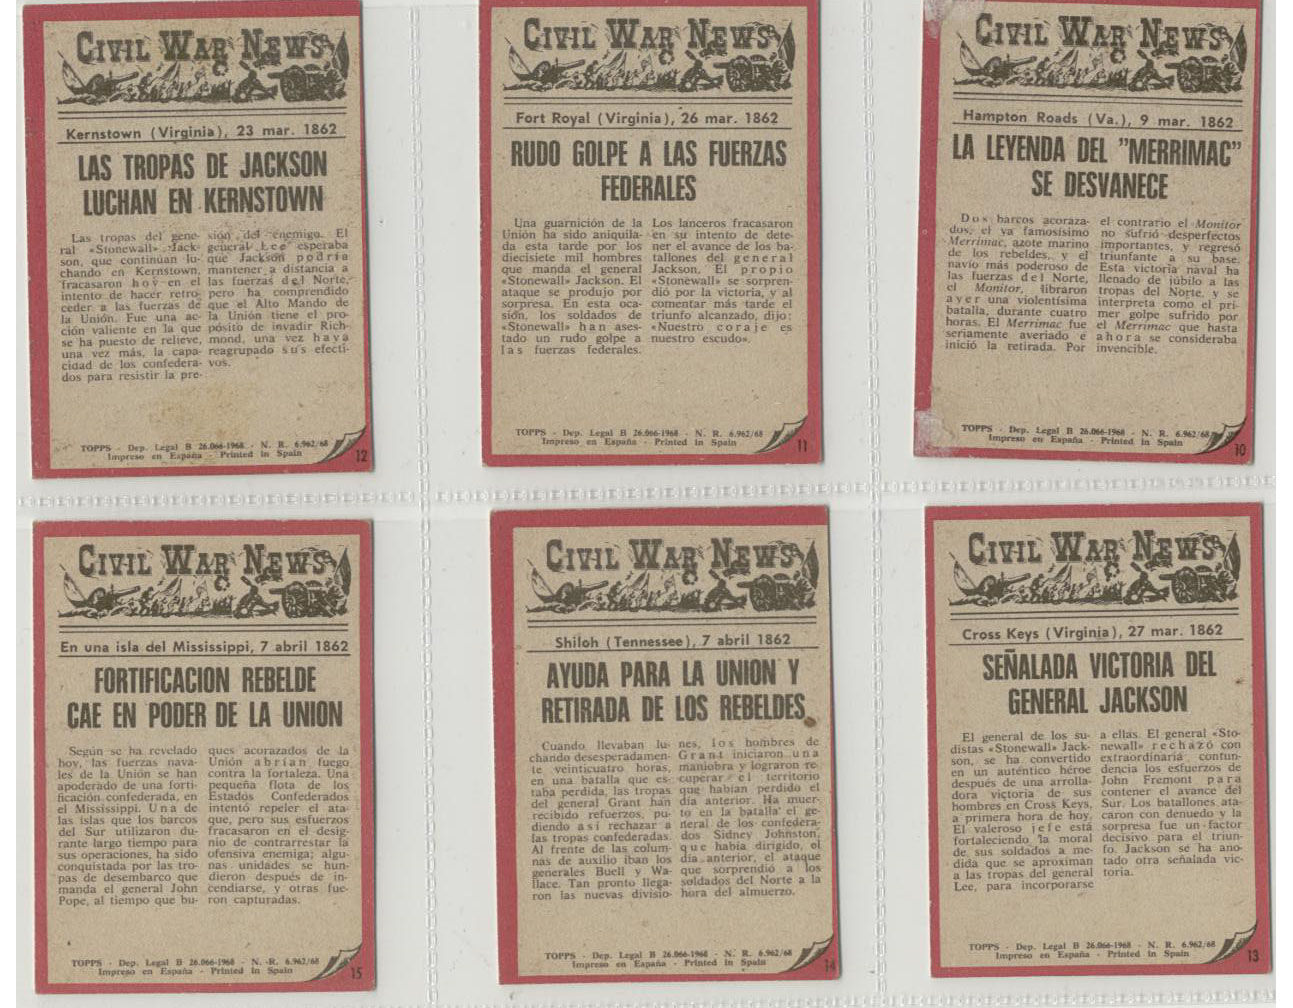 CIVIL WAR NEWS
Kernstown (Virginia), 23 mar. 1862
LAS TROPAS DE JACKSON
LUCHAN EN KERNSTOWN
Las tropas del gene-
ral «Stonewall» Jack-
son, que continúan lu-
chando en Kernstown,
fracasaron hoy en el
intento de hacer retro-
ceder a las fuerzas de
la Unión. Fue una ac-
ción valiente en la que
se ha puesto de relieve,
una vez más, la capa-
cidad de los confedera-
dos para resistir la pre-
sión del enemigo. El
general Lee esperaba
que Jackson podría
mantener a distancia a
las fuerzas del Norte,
pero ha comprendido
que el Alto Mando de
la Unión tiene el pro-
pósito de invadir Rich-
mond, una vez haya
reagrupado sus efecti-
vos.
TOPPS - Dep. Legal B 26.066-1968 - N. R. 6.962/68
Impreso en España - Printed in Spain
12
CIVIL WAR NEWS
Fort Royal (Virginia), 26 mar. 1862
RUDO GOLPE A LAS FUERZAS
FEDERALES
Una guarnición de la
Unión ha sido aniquila-
da esta tarde por los
diecisiete mil hombres
que manda el general
«Stonewall» Jackson. El
ataque se produjo por
sorpresa. En esta oca-
sión, los soldados de
«Stonewall» han ases-
tado un rudo golpe a
las fuerzas federales.
Los lanceros fracasaron
en su intento de dete-
ner el avance de los ba-
tallones del general
Jackson. El propio
«Stonewall» se sorpren-
dió por la victoria, y al
comentar más tarde el
triunfo alcanzado, dijo:
«Nuestro coraje es
nuestro escudo».
TOPPS - Dep. Legal B 26.066-1968 - N. R. 6.962/68
Impreso en España - Printed in Spain
11
CIVIL WAR NEWS
Hampton Roads (Va.), 9 mar. 1862
LA LEYENDA DEL "MERRIMAC"
SE DESVANECE
Dos barcos acoraza-
dos, el ya famosísimo
Merrimac, azote marino
de los rebeldes, y el
navío más poderoso de
las fuerzas del Norte,
el Monitor, libraron
ayer una violentísima
batalla, durante cuatro
horas. El Merrimac fue
seriamente averiado e
inició la retirada. Por
el contrario el Monitor
no sufrió desperfectos
importantes, y regresó
triunfante a su base.
Esta victoria naval ha
llenado de júbilo a las
tropas del Norte, y se
interpreta como el pri-
mer golpe sufrido por
el Merrimac que hasta
ahora se consideraba
invencible.
TOPPS - Dep. Legal B 26.066-1968 - N. R. 6.962/68
Impreso en España - Printed in Spain
10
CIVIL WAR NEWS
En una isla del Mississippi, 7 abril 1862
FORTIFICACION REBELDE
CAE EN PODER DE LA UNION
Según se ha revelado
hoy, las fuerzas nava-
les de la Unión se han
apoderado de una forti-
ficación confederada, en
el Mississippi. Una de
las islas que los barcos
del Sur utilizaron du-
rante largo tiempo para
sus operaciones, ha sido
conquistada por las tro-
pas de desembarco que
manda el general John
Pope, al tiempo que bu-
ques acorazados de la
Unión abrían fuego
contra la fortaleza. Una
pequeña flota de los
Estados Confederados
intentó repeler el ata-
que, pero sus esfuerzos
fracasaron en el desig-
nio de contrarrestar la
ofensiva enemiga; algu-
nas unidades se hun-
dieron después de in-
cendiarse, y otras fue-
ron capturadas.
TOPPS - Dep. Legal B 26.066-1968 - N. R. 6.962/68
Impreso en España - Printed in Spain
15
CIVIL WAR NEWS
Shiloh (Tennessee), 7 abril 1862
AYUDA PARA LA UNION Y
RETIRADA DE LOS REBELDES
Cuando llevaban lu-
chando desesperadamen-
te veinticuatro horas,
en una batalla que es-
taba perdida, las tropas
del general Grant han
recibido refuerzos, pu-
diendo así rechazar a
las tropas confederadas.
Al frente de las colum-
nas de auxilio iban los
generales Buell y Wa-
llace. Tan pronto llega-
ron las nuevas divisio-
nes, los hombres de
Grant iniciaron una
maniobra y lograron re-
cuperar el territorio
que habían perdido el
día anterior. Ha muer-
to en la batalla el ge-
neral de los confedera-
dos Sidney Johnston,
que había dirigido, el
día anterior, el ataque
que sorprendió a los
soldados del Norte a la
hora del almuerzo.
TOPPS - Dep. Legal B 26.066-1968 - N. R. 6.962/68
Impreso en España - Printed in Spain
14
CIVIL WAR NEWS
Cross Keys (Virginia), 27 mar. 1862
SEÑALADA VICTORIA DEL
GENERAL JACKSON
El general de los su-
distas «Stonewall» Jack-
son, se ha convertido
en un auténtico héroe
después de una arrolla-
dora victoria de sus
hombres en Cross Keys,
a primera hora de hoy.
El valeroso jefe está
fortaleciendo la moral
de sus soldados a me-
dida que se aproximan
a las tropas del general
Lee, para incorporarse
a ellas. El general «Sto-
newall» rechazó con
extraordinaria contun-
dencia los esfuerzos de
John Fremont para
contener el avance del
Sur. Los batallones ata-
caron con denuedo y la
sorpresa fue un factor
decisivo para el triun-
fo. Jackson se ha ano-
tado otra señalada vic-
toria.
TOPPS - Dep. Legal B 26.066-1968 - N. R. 6.962/68
Impreso en España - Printed in Spain
13